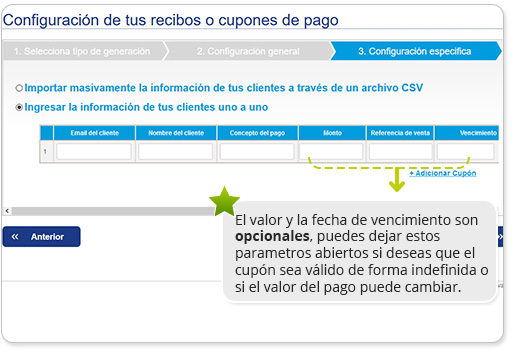 Configuración de tus recibos o cupones de pago
1. Selecciona tipo de generación
2. Configuración general
3. Configuración especifica
Importar masivamente la información de tus clientes a través de un archivo CSV
Ingresar la información de tus clientes uno a uno
Email del cliente
Nombre del cliente
Concepto del pago
Monto
Referencia de venta
Vencimiento
1
+ Adicionar Cupón
« Anterior
»
El valor y la fecha de vencimiento son
opcionales, puedes dejar estos
parametros abiertos si deseas que el
cupón sea válido de forma indefinida o
si el valor del pago puede cambiar.